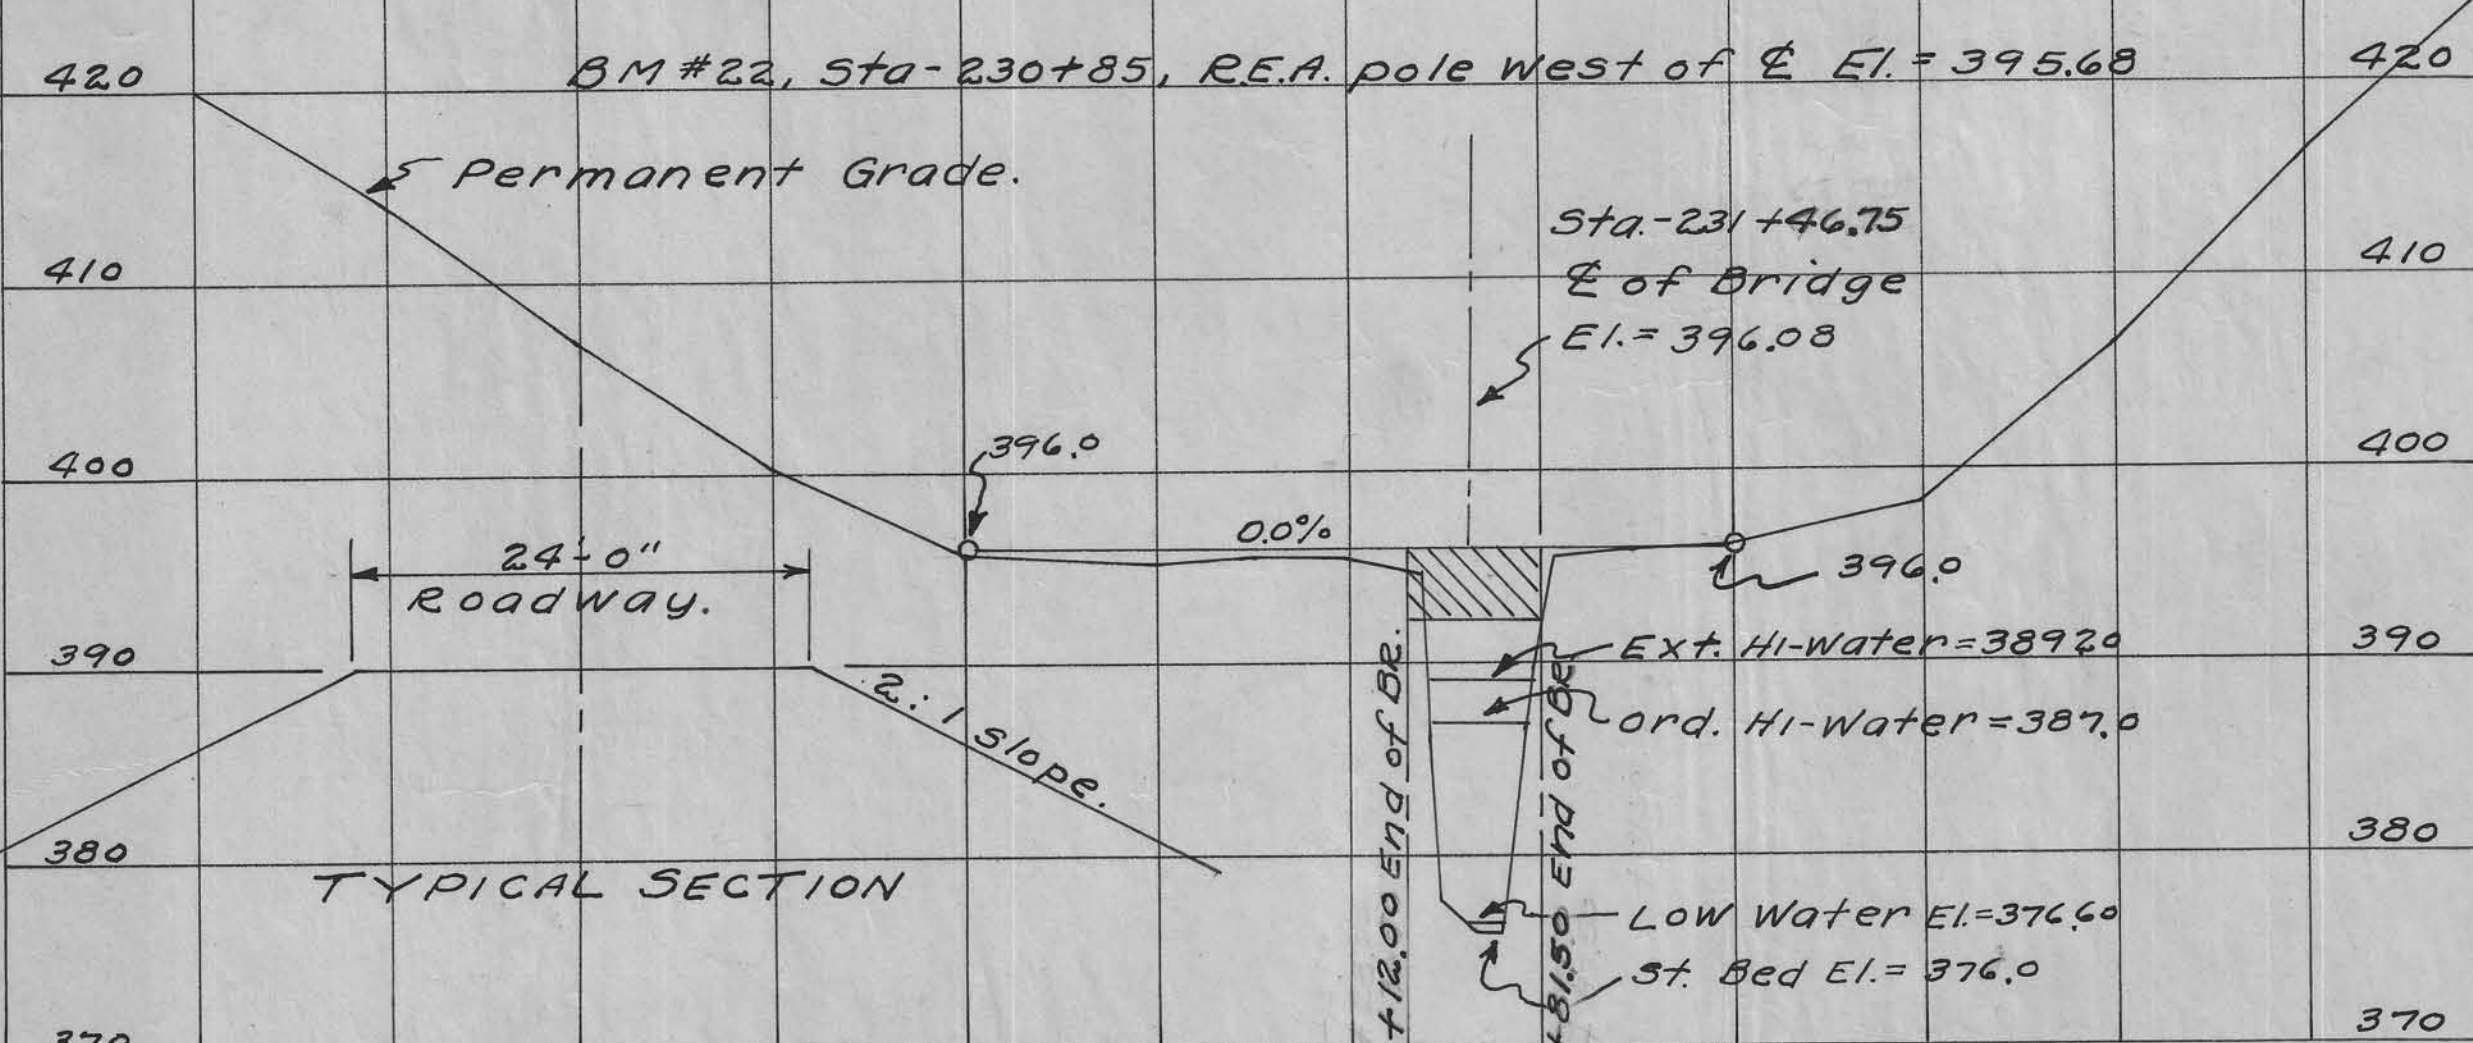 BM #22, Sta-230+85, R.E.A. pole West of ℄ El. = 395.68
420
420
Permanent Grade.
Sta.-231+46.75
℄ of Bridge
El. = 396.08
410
410
400
400
396.0
0.0%
24'-0"
Roadway.
396.0
390
390
Ext. Hi-Water=389.20
Ord. Hi-Water=387.0
2:1 Slope.
+12.00 End of BR.
+81.50 End of BR.
380
380
TYPICAL SECTION
Low Water El.=376.60
St. Bed El.= 376.0
370
370